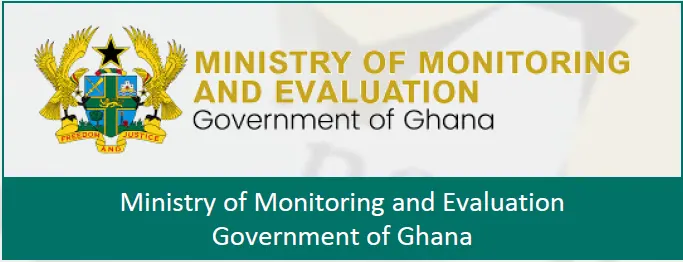 MINISTRY OF MONITORING
AND EVALUATION
Government of Ghana
FREEDOM JUSTICE
AND
Ministry of Monitoring and Evaluation
Government of Ghana